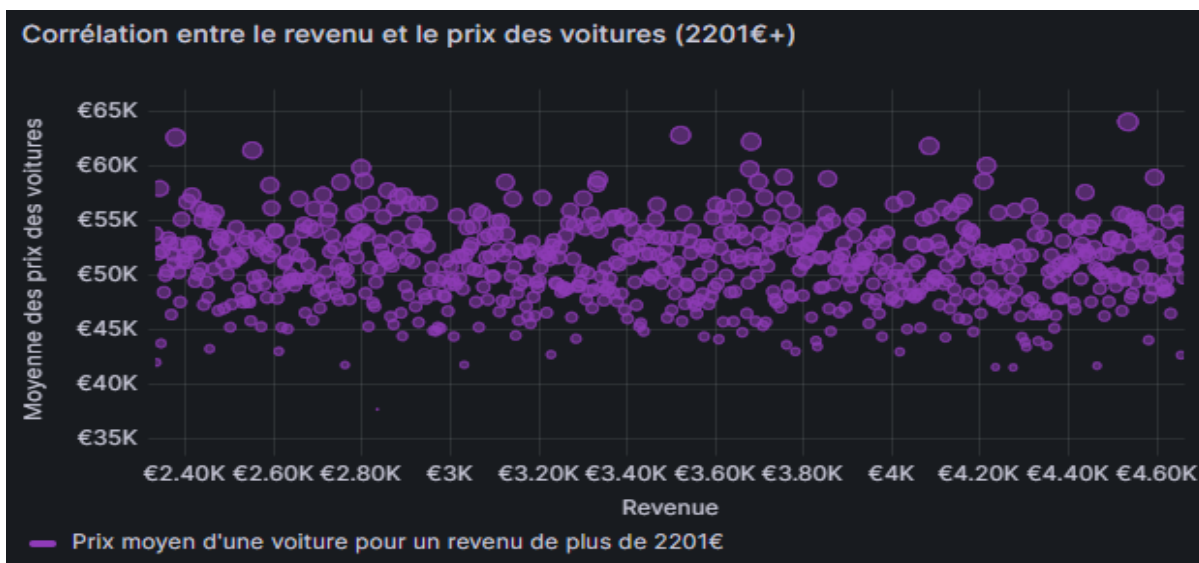 Corrélation entre le revenu et le prix des voitures (2201€+)
Moyenne des prix des voitures
€65K
€60K
€55K
€50K
€45K
€40K
€35K
€2.40K €2.60K €2.80K €3K €3.20K €3.40K €3.60K €3.80K €4K €4.20K €4.40K €4.60K
Revenue
Prix moyen d'une voiture pour un revenu de plus de 2201€